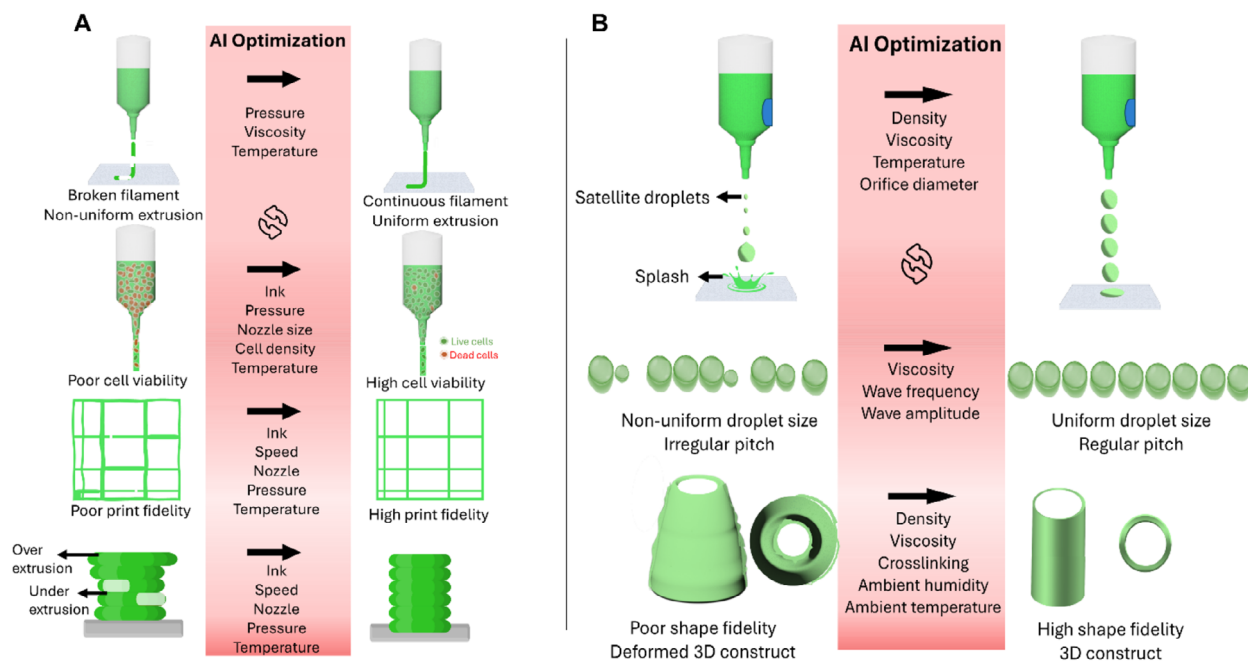 A
AI Optimization
Pressure
Viscosity
Temperature
Broken filament
Non-uniform extrusion
Continuous filament
Uniform extrusion
Ink
Pressure
Nozzle size
Cell density
Temperature
Live cells
Dead cells
Poor cell viability
High cell viability
Ink
Speed
Nozzle
Pressure
Temperature
Poor print fidelity
High print fidelity
Over
extrusion
Under
extrusion
Ink
Speed
Nozzle
Pressure
Temperature
B
AI Optimization
Density
Viscosity
Temperature
Orifice diameter
Satellite droplets
Splash
Viscosity
Wave frequency
Wave amplitude
Non-uniform droplet size
Irregular pitch
Uniform droplet size
Regular pitch
Density
Viscosity
Crosslinking
Ambient humidity
Ambient temperature
Poor shape fidelity
Deformed 3D construct
High shape fidelity
3D construct